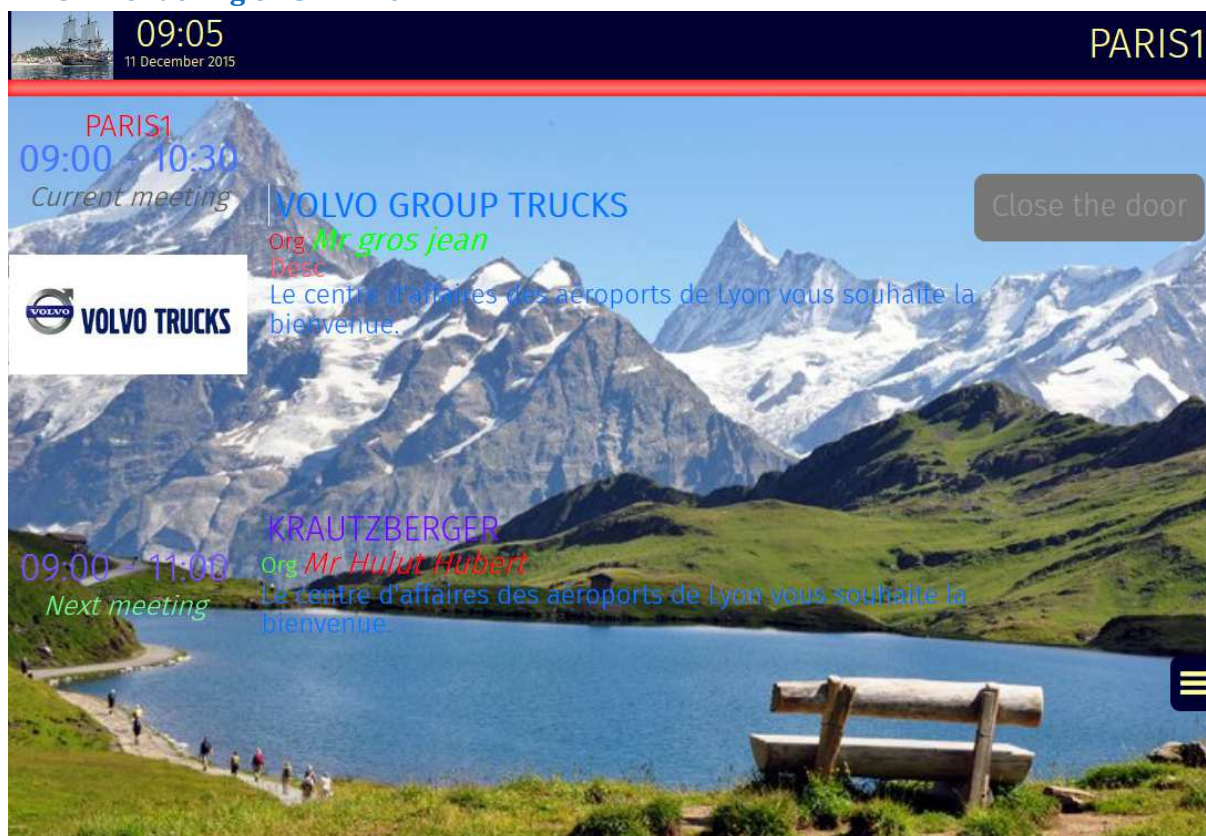 09:05
11 December 2015
PARIS1
PARIS1
09:00 - 10:30
Current meeting
VOLVO GROUP TRUCKS
Org Mr gros jean
Desc
Le centre d'affaires des aéroports de Lyon vous souhaite la
bienvenue.
Close the door
VOLVO
VOLVO TRUCKS
KRAUTZBERGER
09:00 - 11:00
Next meeting
Org Mr Hulut Hubert
Le centre d'affaires des aéroports de Lyon vous souhaite la
bienvenue.